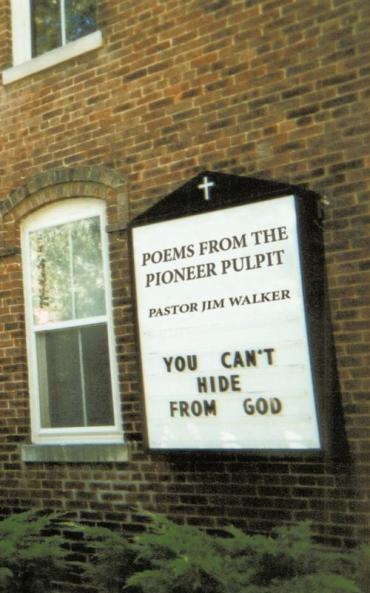 POEMS FROM THE
PIONEER PULPIT
PASTOR JIM WALKER
YOU CAN'T
HIDE
FROM GOD